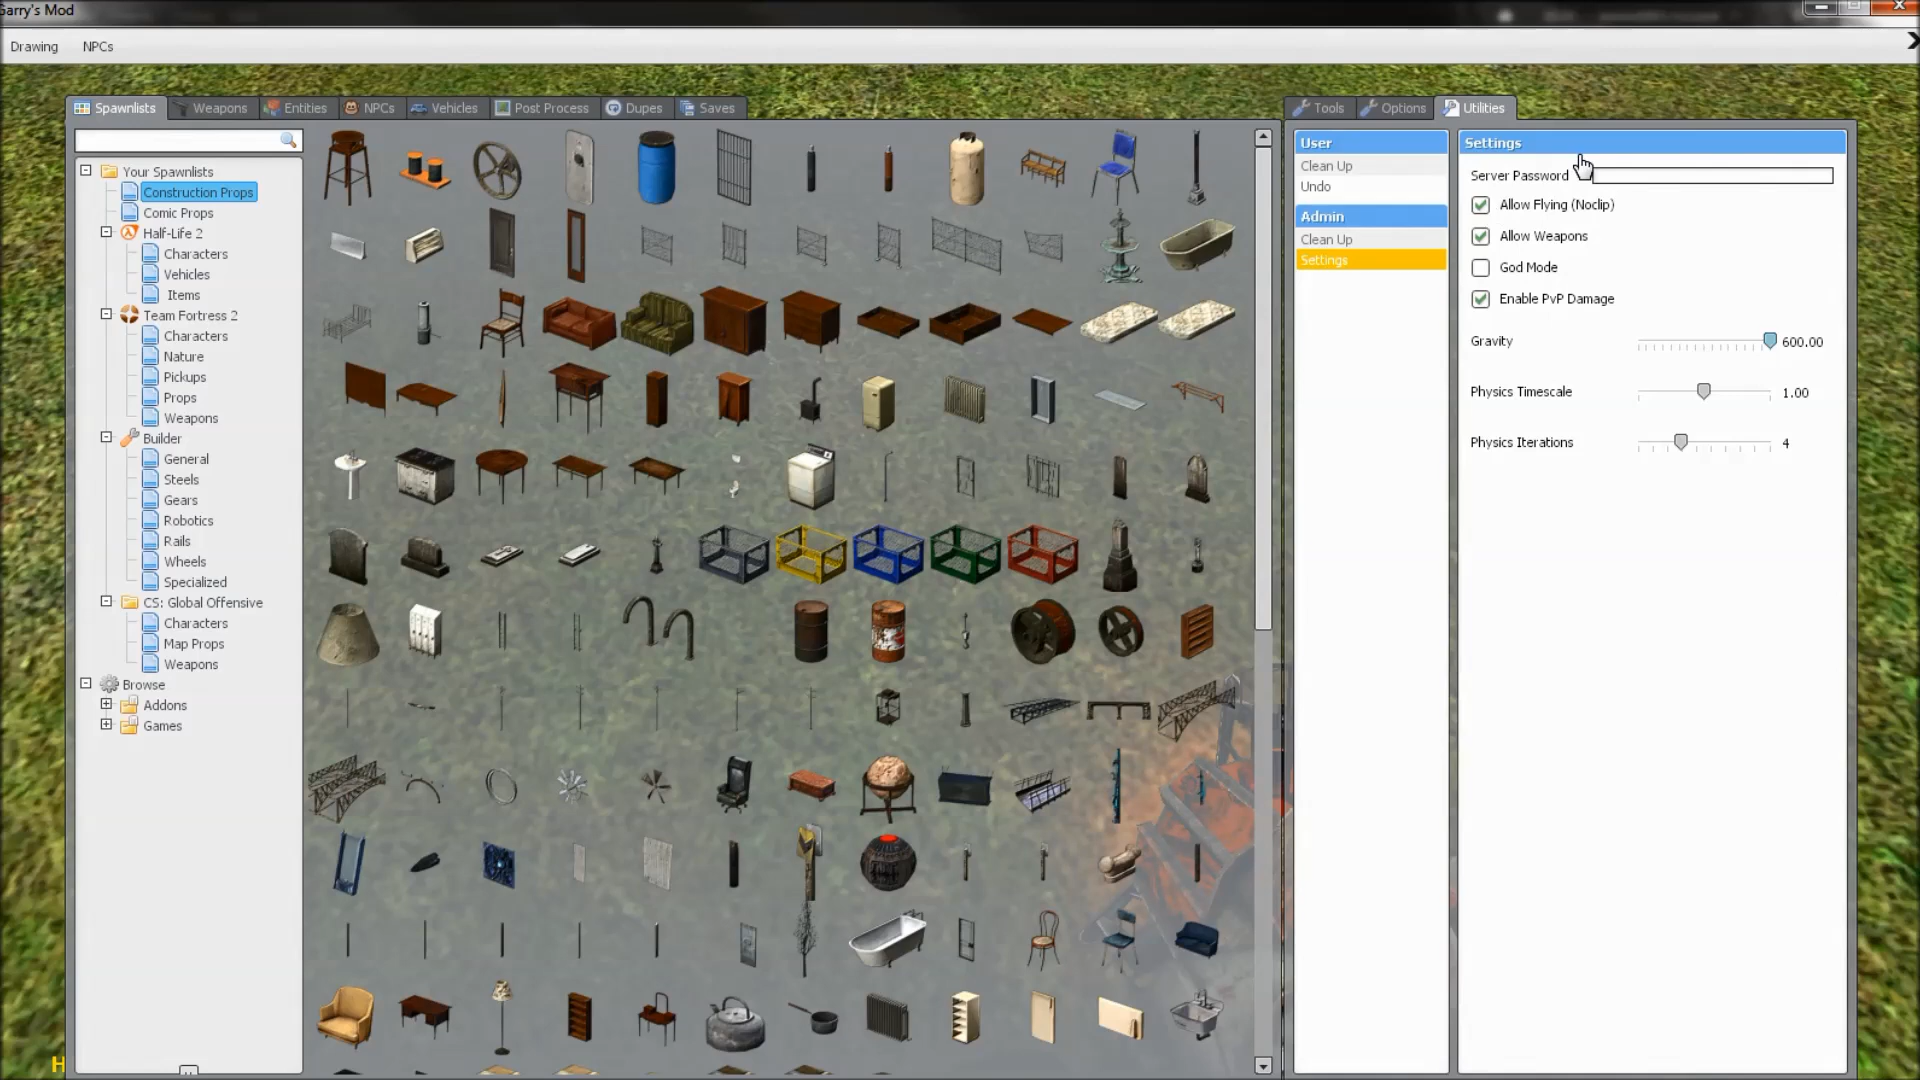 Garry's Mod
Drawing NPCs
Spawnlists Weapons Entities NPCs Vehicles Post Process Dupes Saves
Your Spawnlists
Construction Props
Comic Props
Half-Life 2
Characters
Vehicles
Items
Team Fortress 2
Characters
Nature
Pickups
Props
Weapons
Builder
General
Steels
Gears
Robotics
Rails
Wheels
Specialized
CS: Global Offensive
Characters
Map Props
Weapons
Browse
Addons
Games
H
Tools Options Utilities
User
Clean Up
Undo
Admin
Clean Up
Settings
Settings
Server Password
Allow Flying (Noclip)
Allow Weapons
God Mode
Enable PvP Damage
Gravity 600.00
Physics Timescale 1.00
Physics Iterations 4